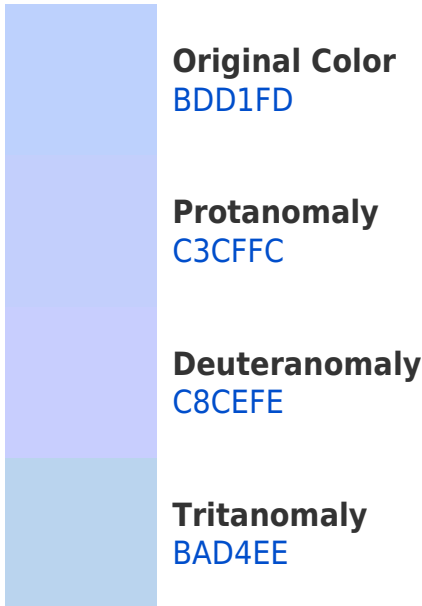 Original Color
BDD1FD
Protanomaly
C3CFFC
Deuteranomaly
C8CEFE
Tritanomaly
BAD4EE